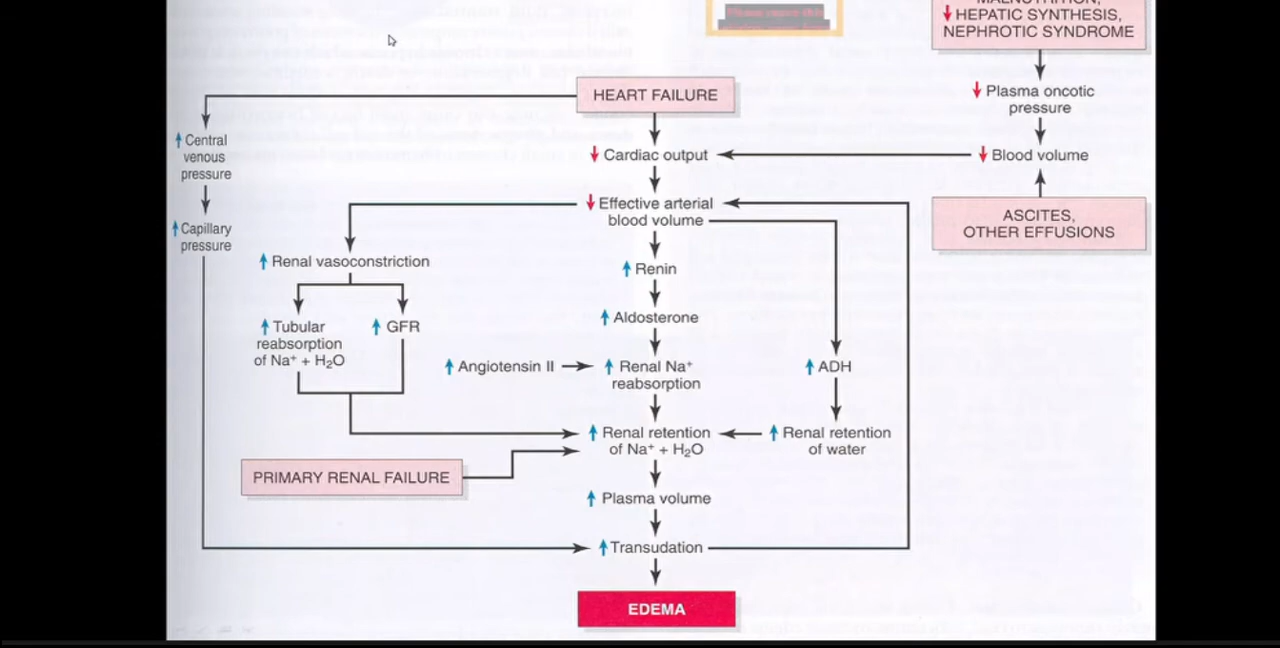 MALNUTRITION,
↓ HEPATIC SYNTHESIS,
NEPHROTIC SYNDROME
HEART FAILURE
↓ Plasma oncotic
pressure
↑ Central
venous
pressure
↓ Cardiac output
↓ Blood volume
↓ Effective arterial
blood volume
ASCITES,
OTHER EFFUSIONS
↑ Capillary
pressure
↑ Renal vasoconstriction
↑ Renin
↑ Tubular
reabsorption
of Na⁺ + H₂O
↑ GFR
↑ Aldosterone
↑ Angiotensin II
↑ Renal Na⁺
reabsorption
↑ ADH
↑ Renal retention
of Na⁺ + H₂O
↑ Renal retention
of water
PRIMARY RENAL FAILURE
↑ Plasma volume
↑ Transudation
EDEMA